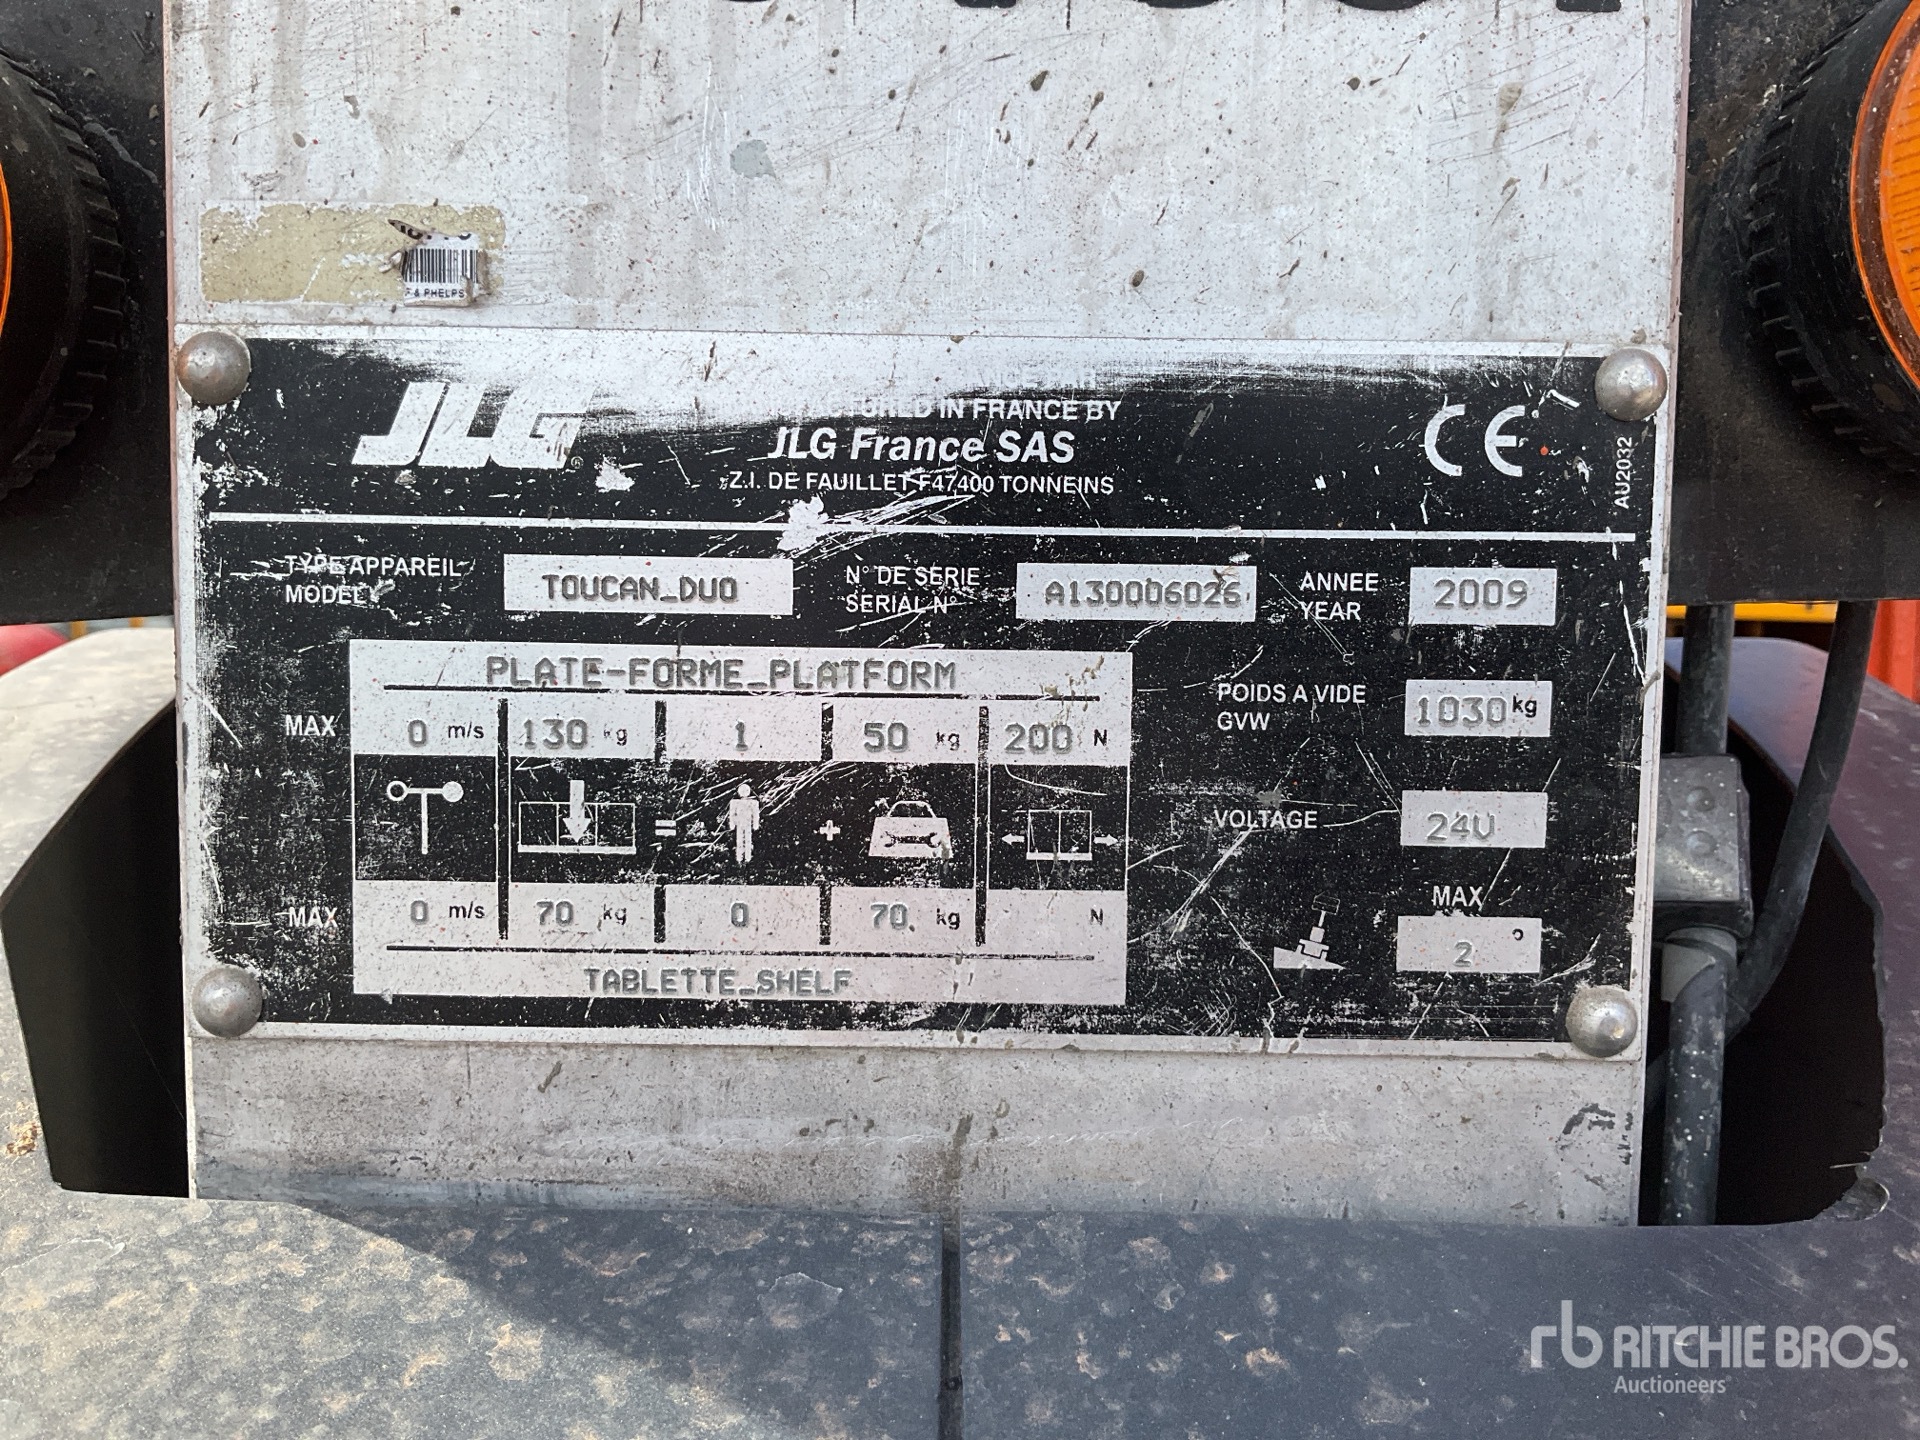 F & PHELPS
JLG®
IN FRANCE BY
JLG France SAS
Z.I. DE FAUILLET F47400 TONNEINS
CE
AU2032
TYPE APPAREIL
MODEL
TOUCAN_DUO
N° DE SERIE
SERIAL N°
A130006026
ANNEE
YEAR
2009
PLATE-FORME_PLATFORM
MAX 0 m/s 130 kg 1 50 kg 200 N
= +
MAX 0 m/s 70 kg 0 70 kg N
TABLETTE_SHELF
POIDS A VIDE
GVW
1030 kg
VOLTAGE
24V
MAX
2 °
rb RITCHIE BROS.
Auctioneers